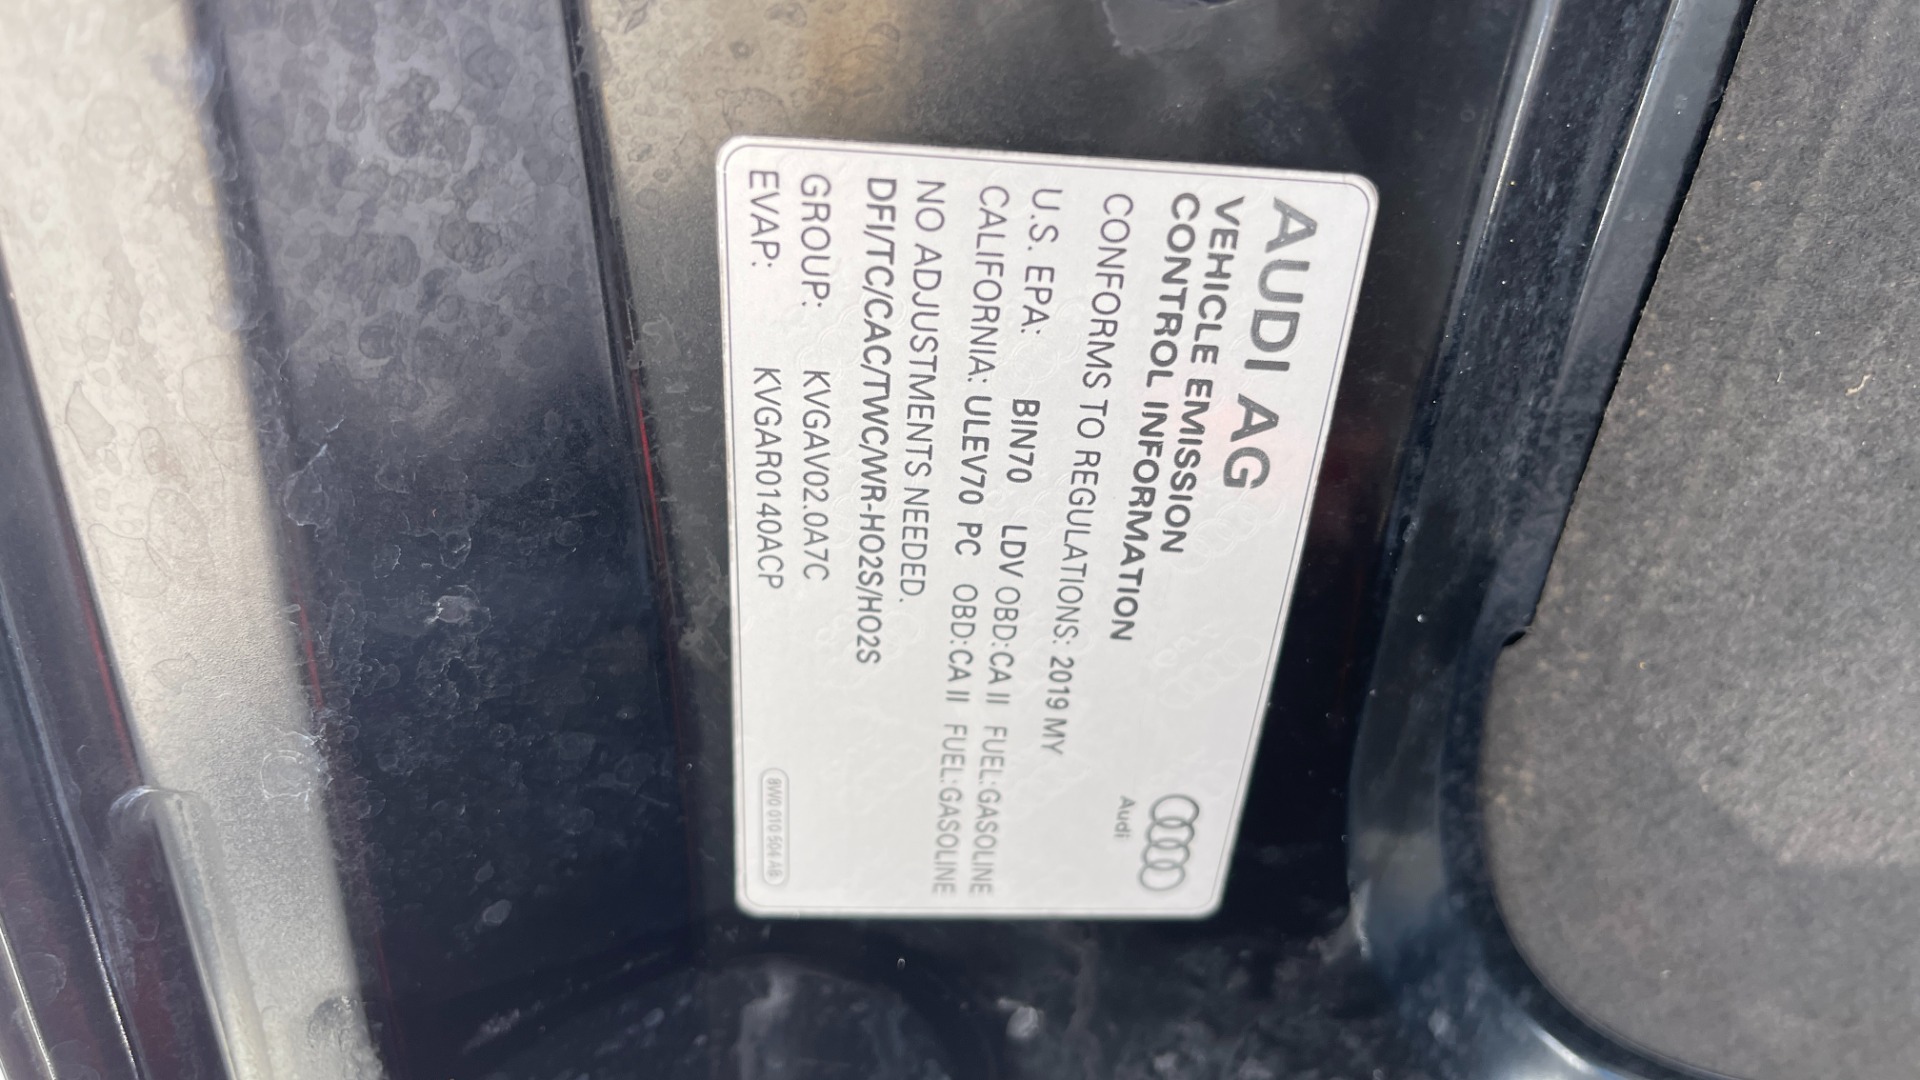 AUDI AG
VEHICLE EMISSION
CONTROL INFORMATION
Audi
CONFORMS TO REGULATIONS: 2019 MY
U.S. EPA: BIN70 LDV OBD:CA II FUEL:GASOLINE
CALIFORNIA: ULEV70 PC OBD:CA II FUEL:GASOLINE
NO ADJUSTMENTS NEEDED.
DFI/TC/CAC/TWC/WR-HO2S/HO2S
GROUP: KVGAV02.0A7C
EVAP: KVGAR0140ACP
8W0 010 504